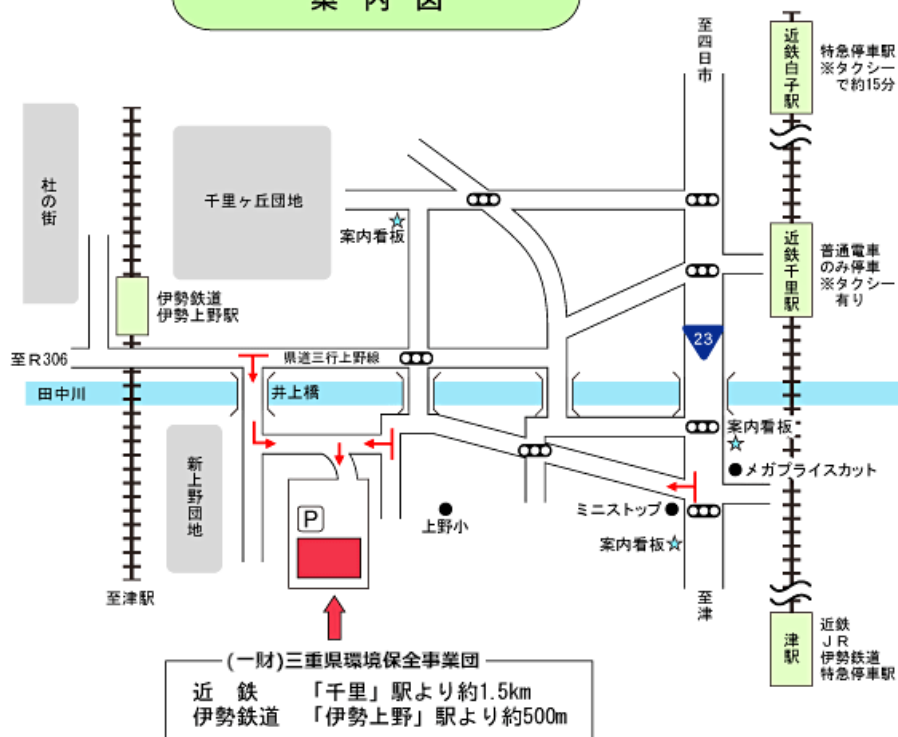 案内図
至四日市
近鉄白子駅
特急停車駅
※タクシー
で約15分
杜の街
千里ヶ丘団地
案内看板
近鉄千里駅
普通電車
のみ停車
※タクシー
有り
伊勢鉄道
伊勢上野駅
23
至R306
県道三行上野線
田中川
井上橋
案内看板
メガプライスカット
新上野団地
P
上野小
ミニストップ
案内看板
至津駅
至津
津駅
近鉄
JR
伊勢鉄道
特急停車駅
(一財)三重県環境保全事業団
近 鉄 「千里」駅より約1.5km
伊勢鉄道 「伊勢上野」駅より約500m